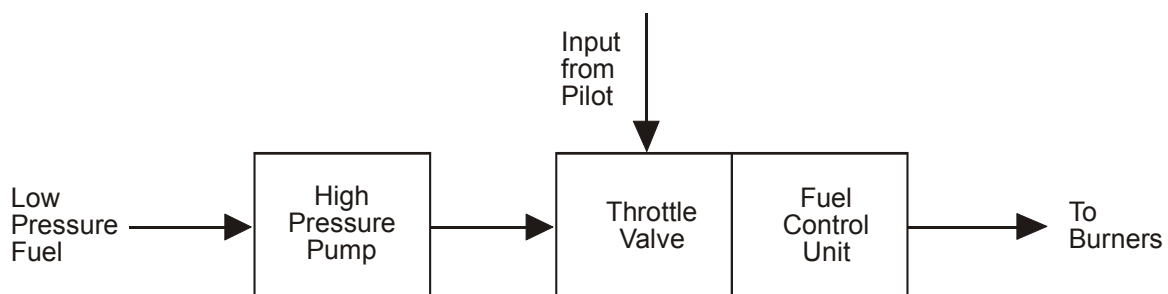 Input
from
Pilot
Low
Pressure
Fuel
High
Pressure
Pump
Throttle
Valve
Fuel
Control
Unit
To
Burners